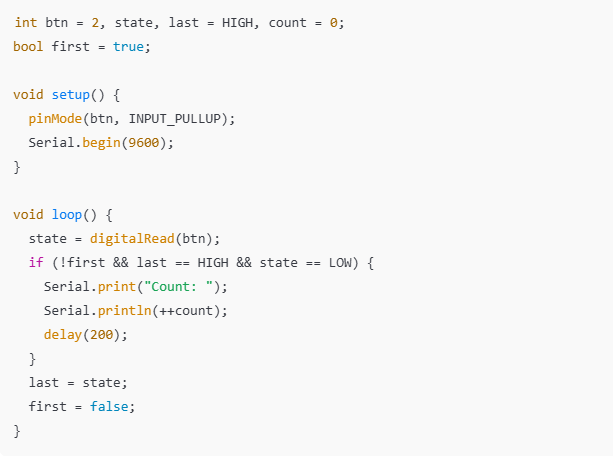 int btn = 2, state, last = HIGH, count = 0;
bool first = true;

void setup() {
  pinMode(btn, INPUT_PULLUP);
  Serial.begin(9600);
}

void loop() {
  state = digitalRead(btn);
  if (!first && last == HIGH && state == LOW) {
    Serial.print("Count: ");
    Serial.println(++count);
    delay(200);
  }
  last = state;
  first = false;
}